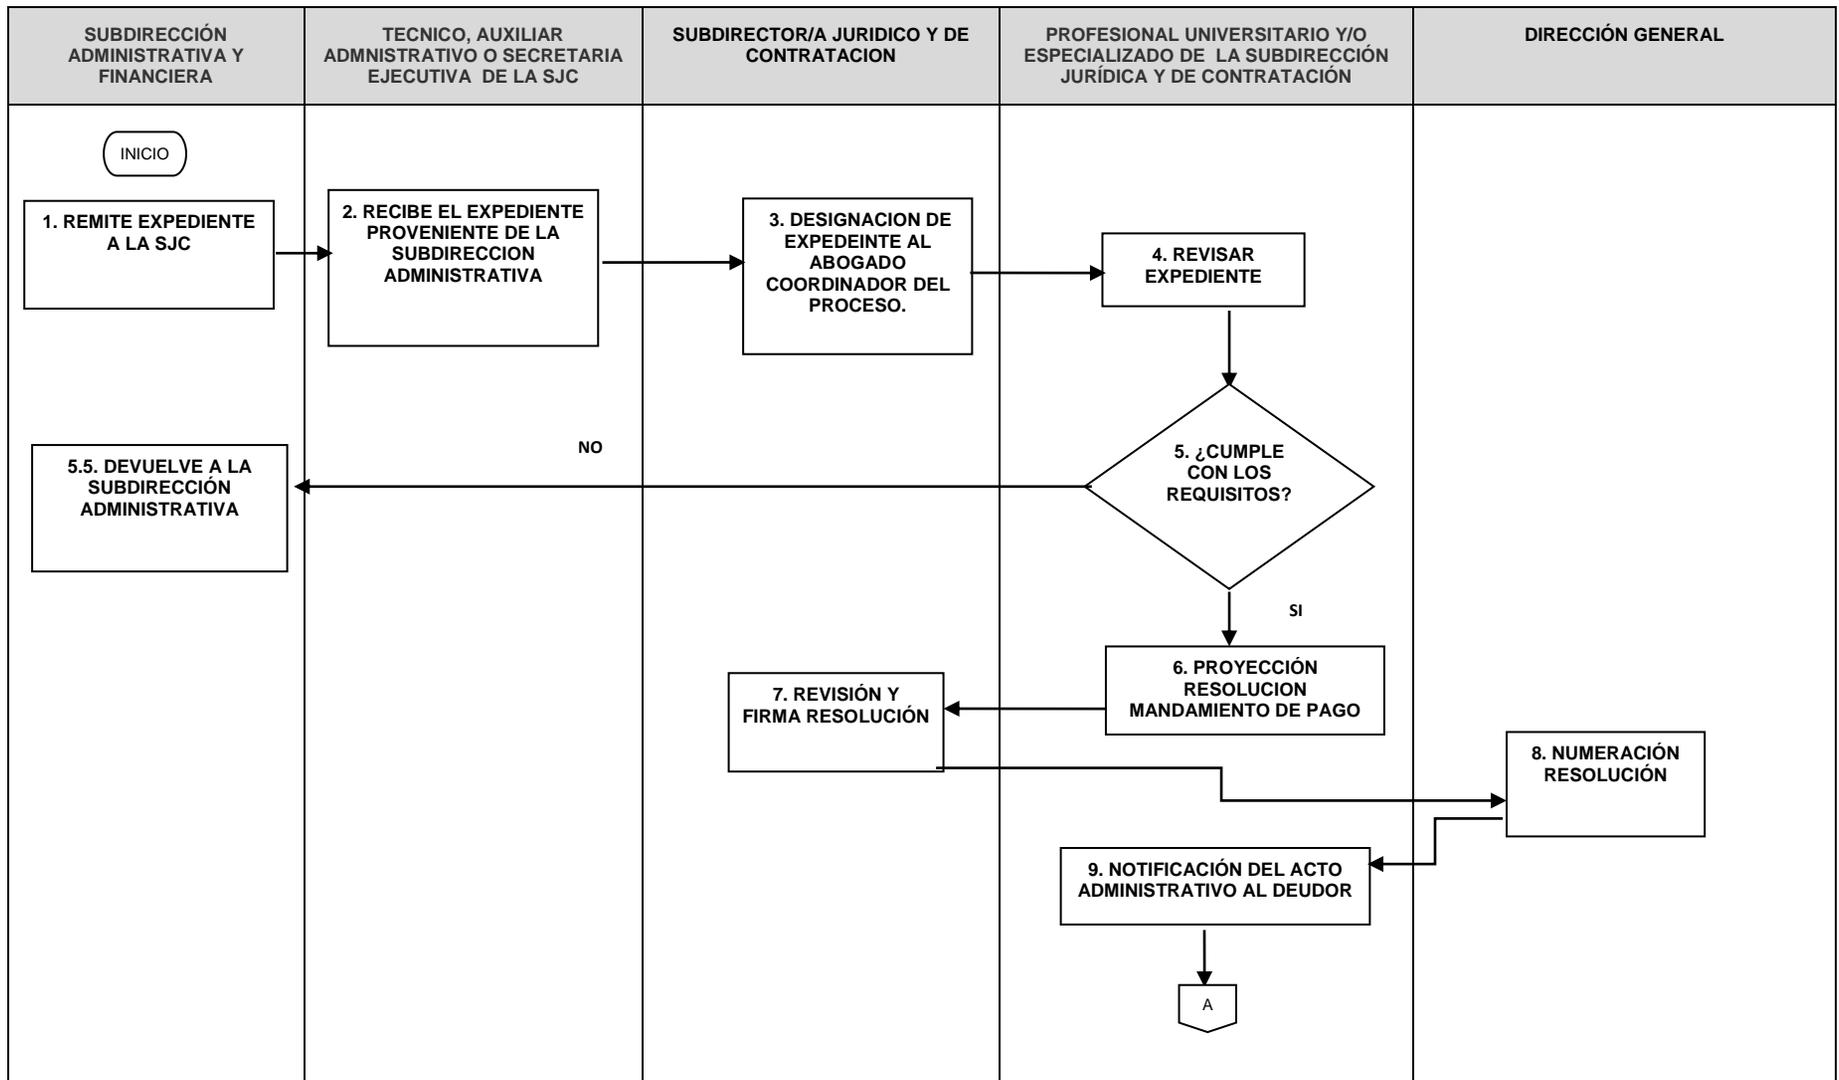 SUBDIRECCIÓN
ADMINISTRATIVA Y
FINANCIERA
TECNICO, AUXILIAR
ADMNISTRATIVO O SECRETARIA
EJECUTIVA DE LA SJC
SUBDIRECTOR/A JURIDICO Y DE
CONTRATACION
PROFESIONAL UNIVERSITARIO Y/O
ESPECIALIZADO DE LA SUBDIRECCIÓN
JURÍDICA Y DE CONTRATACIÓN
DIRECCIÓN GENERAL
INICIO
1. REMITE EXPEDIENTE
A LA SJC
2. RECIBE EL EXPEDIENTE
PROVENIENTE DE LA
SUBDIRECCION
ADMINISTRATIVA
3. DESIGNACION DE
EXPEDEINTE AL
ABOGADO
COORDINADOR DEL
PROCESO.
4. REVISAR
EXPEDIENTE
5. ¿CUMPLE
CON LOS
REQUISITOS?
NO
5.5. DEVUELVE A LA
SUBDIRECCIÓN
ADMINISTRATIVA
SI
6. PROYECCIÓN
RESOLUCION
MANDAMIENTO DE PAGO
7. REVISIÓN Y
FIRMA RESOLUCIÓN
8. NUMERACIÓN
RESOLUCIÓN
9. NOTIFICACIÓN DEL ACTO
ADMINISTRATIVO AL DEUDOR
A